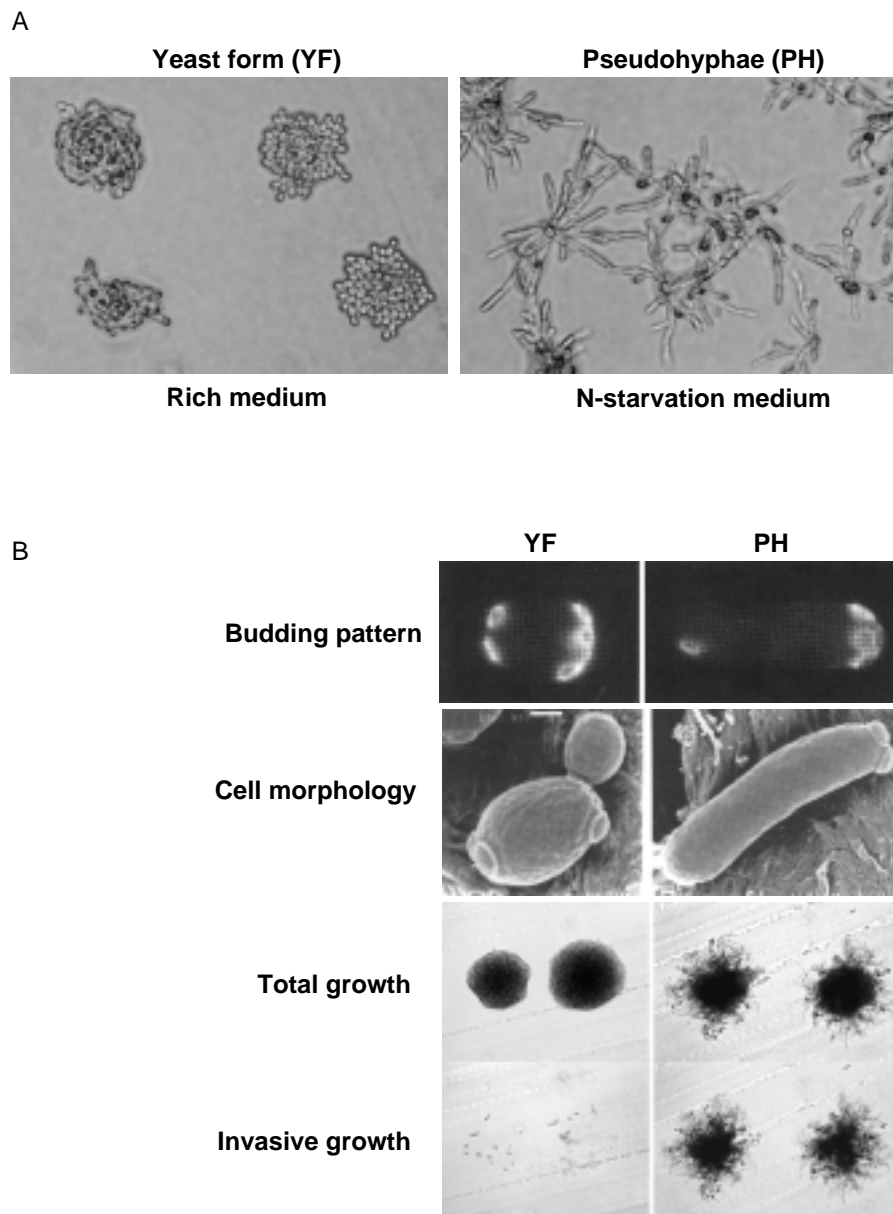 A
Yeast form (YF)
Pseudohyphae (PH)
Rich medium
N-starvation medium
B
YF
PH
Budding pattern
Cell morphology
Total growth
Invasive growth